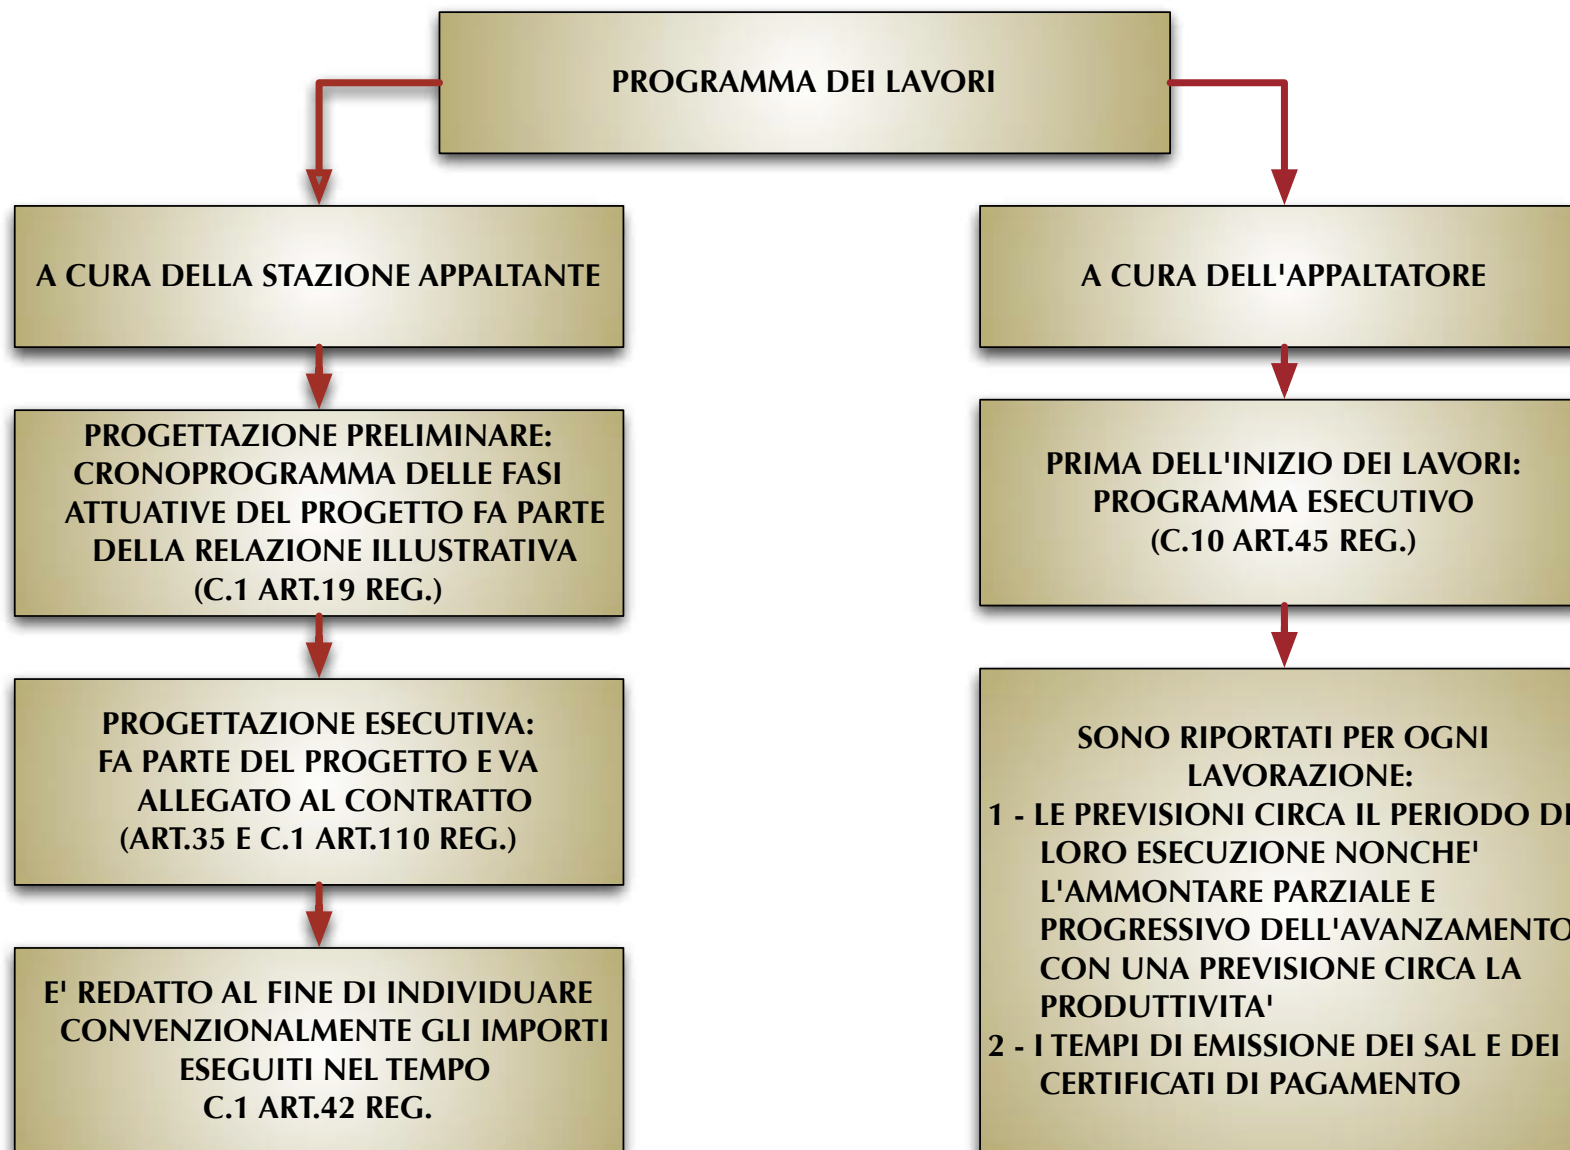 PROGRAMMA DEI LAVORI
A CURA DELLA STAZIONE APPALTANTE
PROGETTAZIONE PRELIMINARE:
CRONOPROGRAMMA DELLE FASI
ATTUATIVE DEL PROGETTO FA PARTE
DELLA RELAZIONE ILLUSTRATIVA
(C.1 ART.19 REG.)
PROGETTAZIONE ESECUTIVA:
FA PARTE DEL PROGETTO E VA
ALLEGATO AL CONTRATTO
(ART.35 E C.1 ART.110 REG.)
E' REDATTO AL FINE DI INDIVIDUARE
CONVENZIONALMENTE GLI IMPORTI
ESEGUITI NEL TEMPO
C.1 ART.42 REG.
A CURA DELL'APPALTATORE
PRIMA DELL'INIZIO DEI LAVORI:
PROGRAMMA ESECUTIVO
(C.10 ART.45 REG.)
SONO RIPORTATI PER OGNI
LAVORAZIONE:
1 - LE PREVISIONI CIRCA IL PERIODO DI
LORO ESECUZIONE NONCHE'
L'AMMONTARE PARZIALE E
PROGRESSIVO DELL'AVANZAMENTO
CON UNA PREVISIONE CIRCA LA
PRODUTTIVITA'
2 - I TEMPI DI EMISSIONE DEI SAL E DEI
CERTIFICATI DI PAGAMENTO